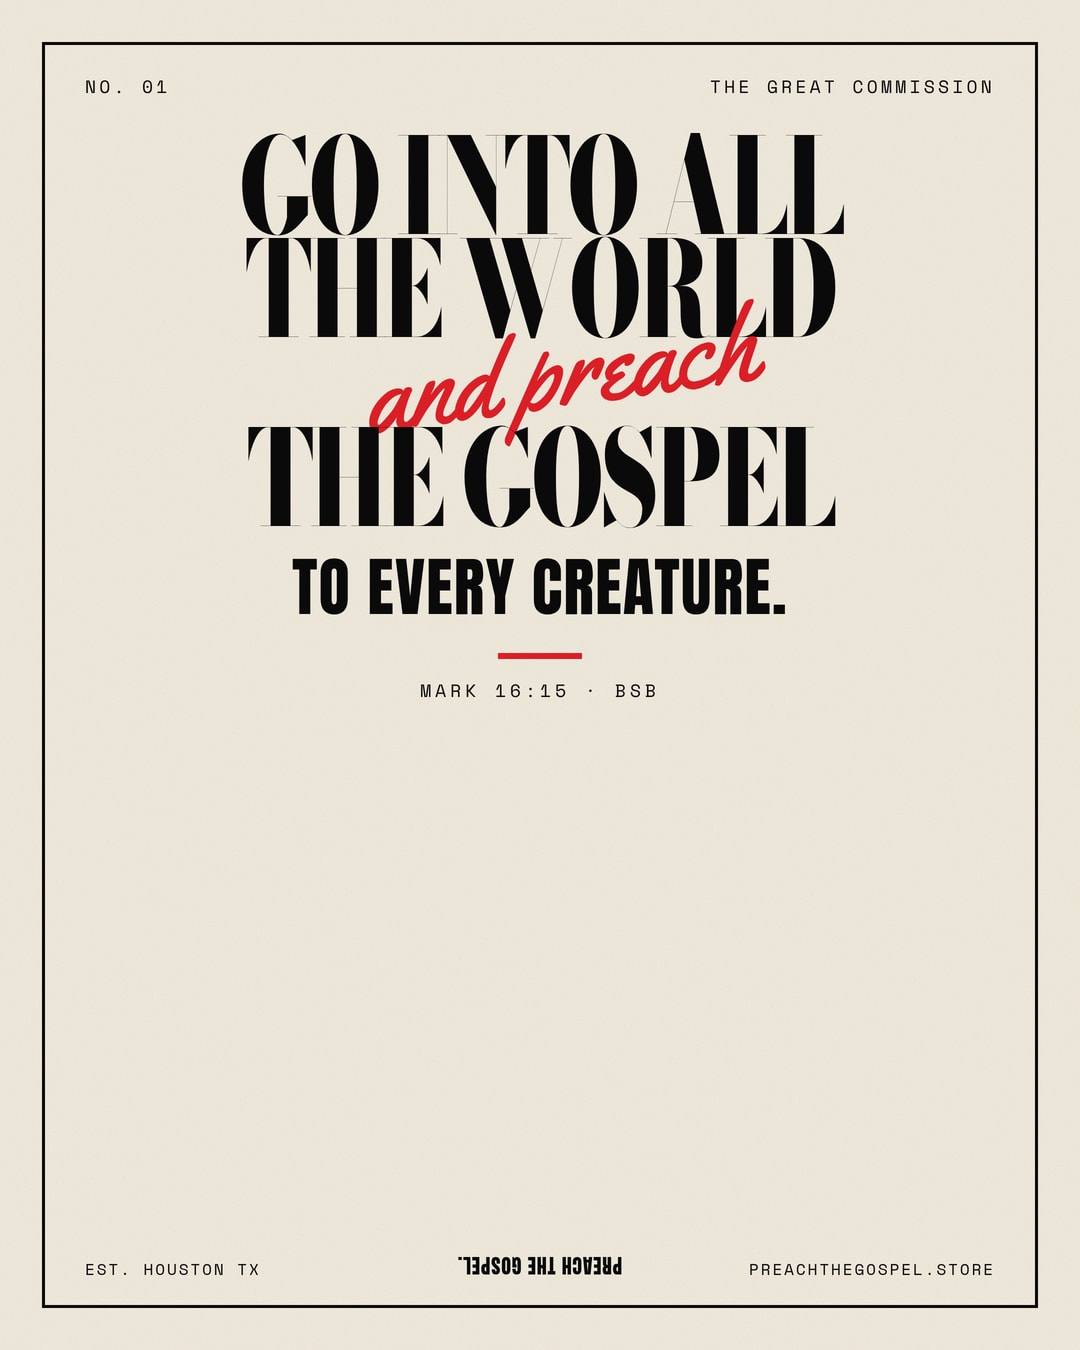 NO. 01
THE GREAT COMMISSION
GO INTO ALL
THE WORLD
and preach
THE GOSPEL
TO EVERY CREATURE.
MARK 16:15 · BSB
EST. HOUSTON TX
PREACH THE GOSPEL.
PREACHTHEGOSPEL.STORE